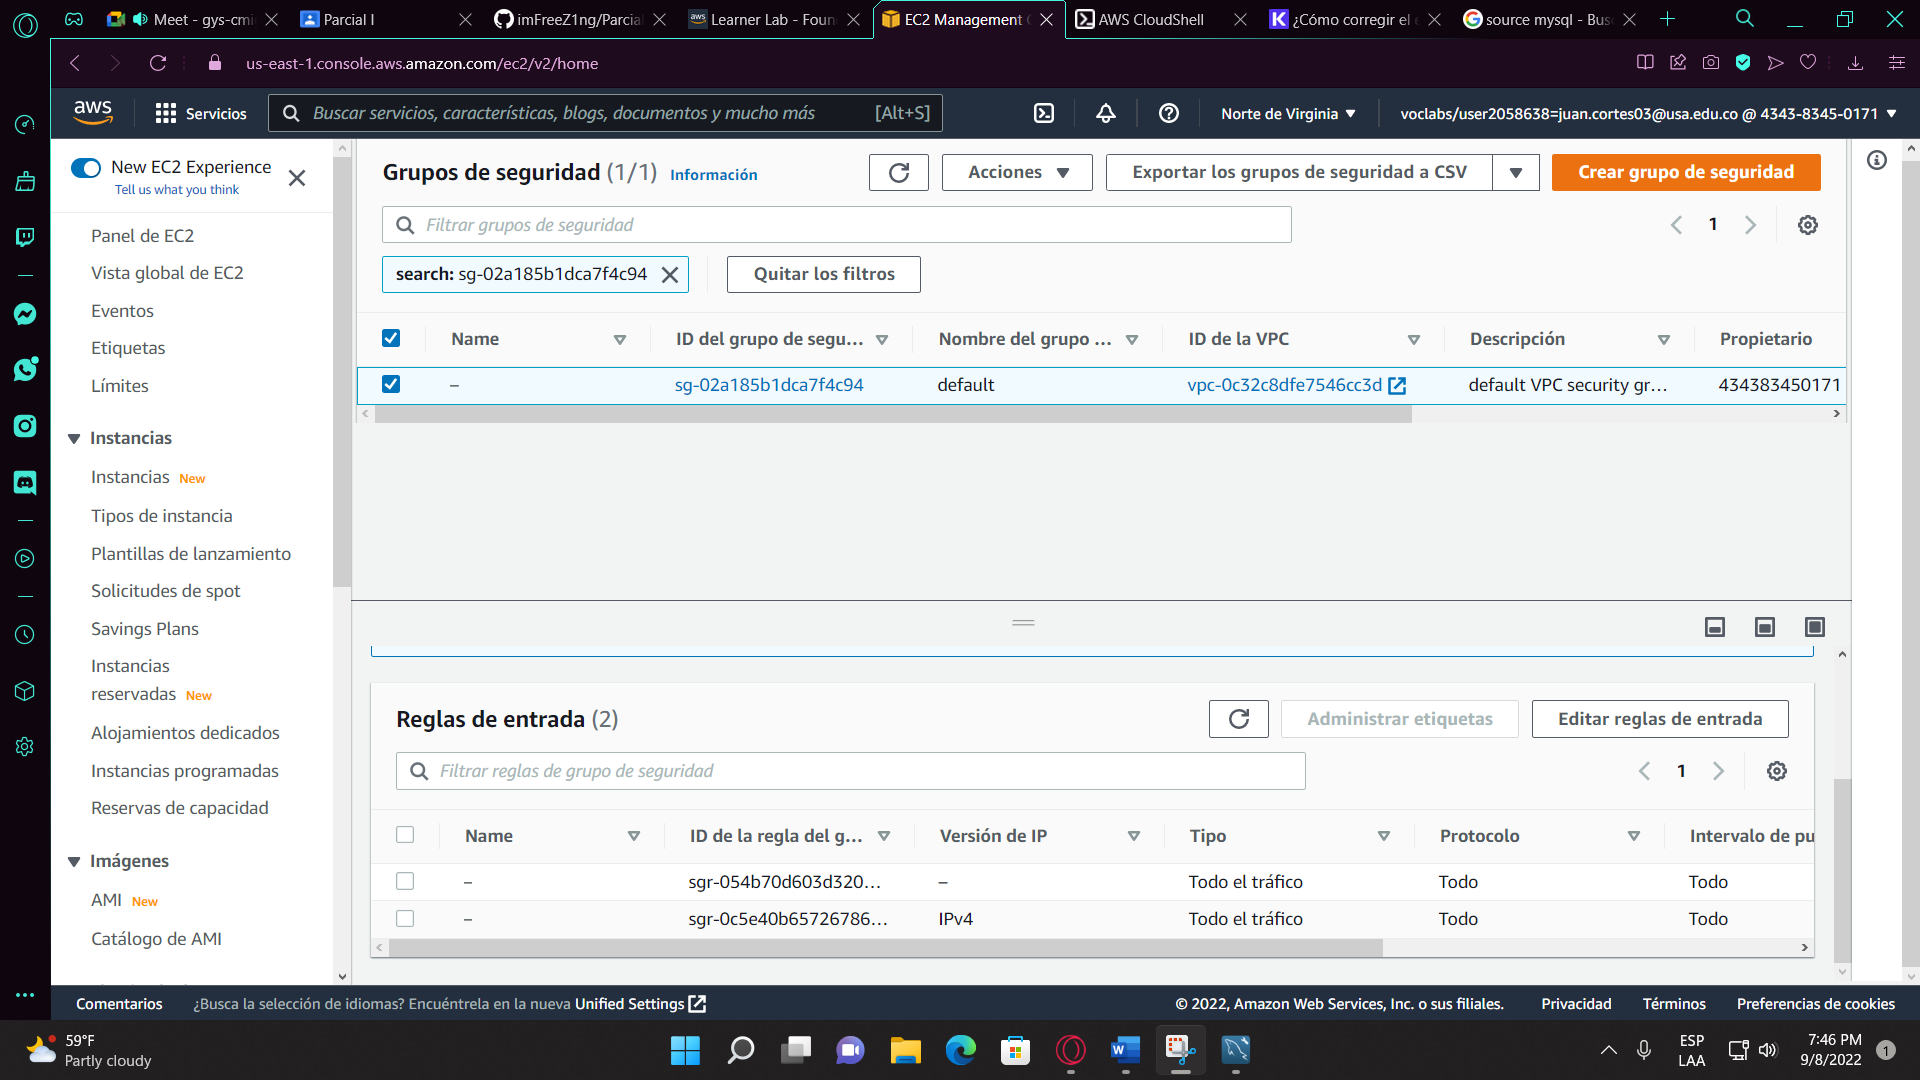 Meet - gys-cmi
Parcial I
imFreeZ1ng/Parcia
aws Learner Lab - Foun
EC2 Management C
AWS CloudShell
K ¿Cómo corregir el e
source mysql - Bus
us-east-1.console.aws.amazon.com/ec2/v2/home
aws
Servicios
Buscar servicios, características, blogs, documentos y mucho más [Alt+S]
Norte de Virginia
voclabs/user2058638=juan.cortes03@usa.edu.co @ 4343-8345-0171
New EC2 Experience
Tell us what you think
Panel de EC2
Vista global de EC2
Eventos
Etiquetas
Límites
Instancias
Instancias New
Tipos de instancia
Plantillas de lanzamiento
Solicitudes de spot
Savings Plans
Instancias
reservadas New
Alojamientos dedicados
Instancias programadas
Reservas de capacidad
Imágenes
AMI New
Catálogo de AMI
Grupos de seguridad (1/1) Información
Acciones
Exportar los grupos de seguridad a CSV
Crear grupo de seguridad
Filtrar grupos de seguridad
1
search: sg-02a185b1dca7f4c94
Quitar los filtros
Name ID del grupo de segu... Nombre del grupo ... ID de la VPC Descripción Propietario
– sg-02a185b1dca7f4c94 default vpc-0c32c8dfe7546cc3d default VPC security gr... 434383450171
Reglas de entrada (2)
Administrar etiquetas
Editar reglas de entrada
Filtrar reglas de grupo de seguridad
1
Name ID de la regla del g... Versión de IP Tipo Protocolo Intervalo de pu
– sgr-054b70d603d320... – Todo el tráfico Todo Todo
– sgr-0c5e40b65726786... IPv4 Todo el tráfico Todo Todo
Comentarios ¿Busca la selección de idiomas? Encuéntrela en la nueva Unified Settings
© 2022, Amazon Web Services, Inc. o sus filiales. Privacidad Términos Preferencias de cookies
59°F
Partly cloudy
W
ESP
LAA
7:46 PM
9/8/2022
1